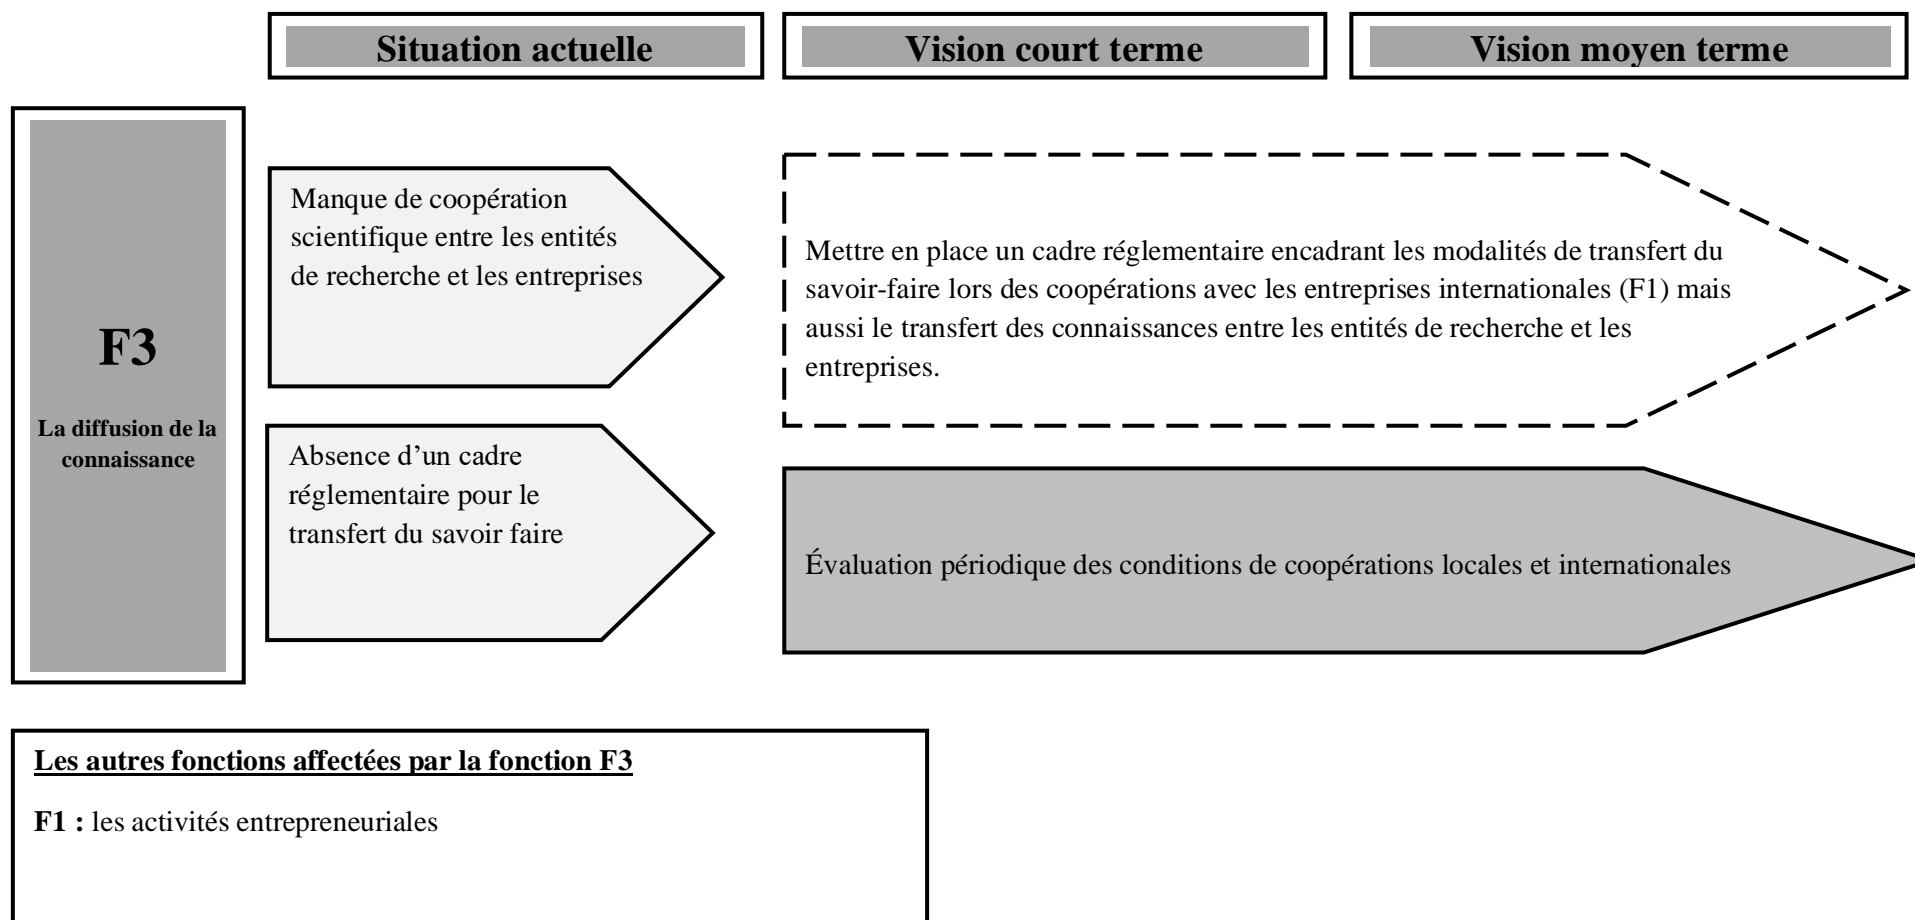 Situation actuelle
Vision court terme
Vision moyen terme
F3
La diffusion de la
connaissance
Manque de coopération
scientifique entre les entités
de recherche et les entreprises
Mettre en place un cadre réglementaire encadrant les modalités de transfert du
savoir-faire lors des coopérations avec les entreprises internationales (F1) mais
aussi le transfert des connaissances entre les entités de recherche et les
entreprises.
Absence d’un cadre
réglementaire pour le
transfert du savoir faire
Évaluation périodique des conditions de coopérations locales et internationales
Les autres fonctions affectées par la fonction F3
F1 : les activités entrepreneuriales